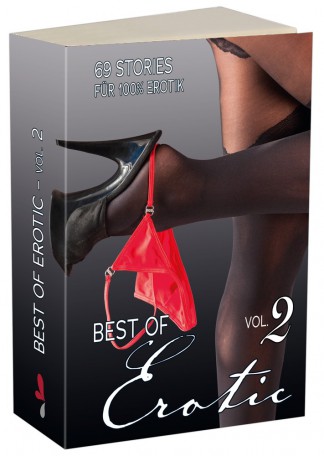 69 STORIES
FÜR 100% EROTIK
BEST OF
VOL. 2
Erotic
BEST OF EROTIC – VOL. 2